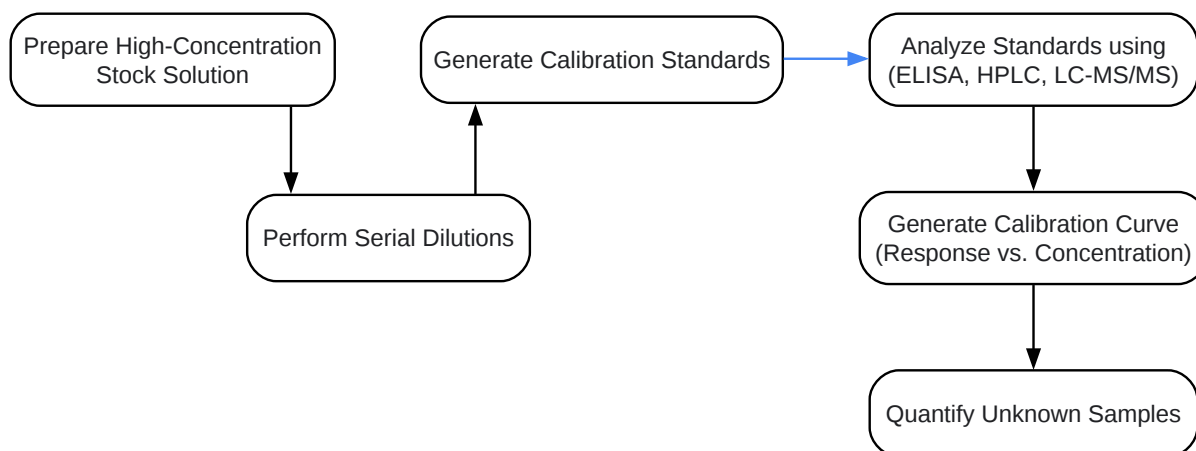 Prepare High-Concentration
Stock Solution
Perform Serial Dilutions
Generate Calibration Standards
Analyze Standards using
(ELISA, HPLC, LC-MS/MS)
Generate Calibration Curve
(Response vs. Concentration)
Quantify Unknown Samples